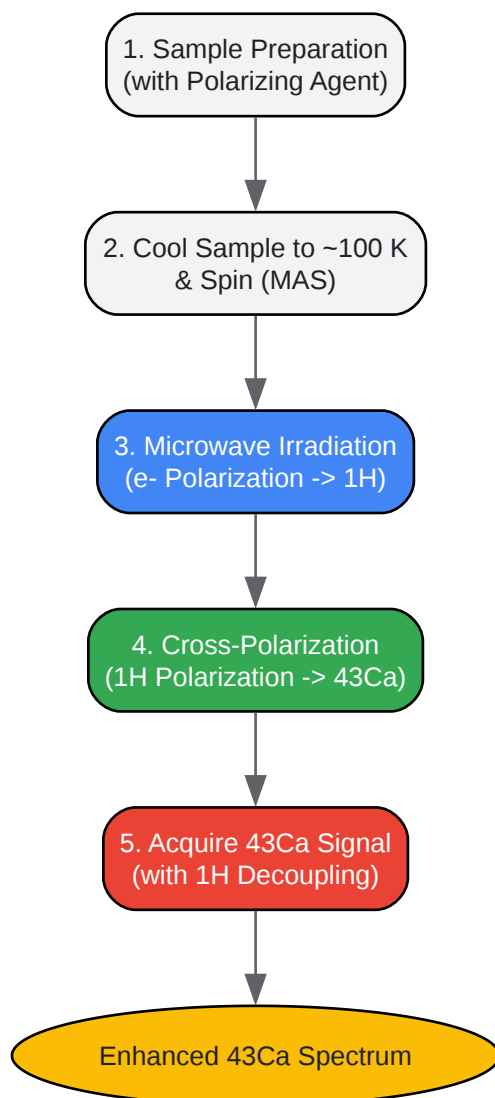 1. Sample Preparation
(with Polarizing Agent)
2. Cool Sample to ~100 K
& Spin (MAS)
3. Microwave Irradiation
(e- Polarization -> 1H)
4. Cross-Polarization
(1H Polarization -> 43Ca)
5. Acquire 43Ca Signal
(with 1H Decoupling)
Enhanced 43Ca Spectrum